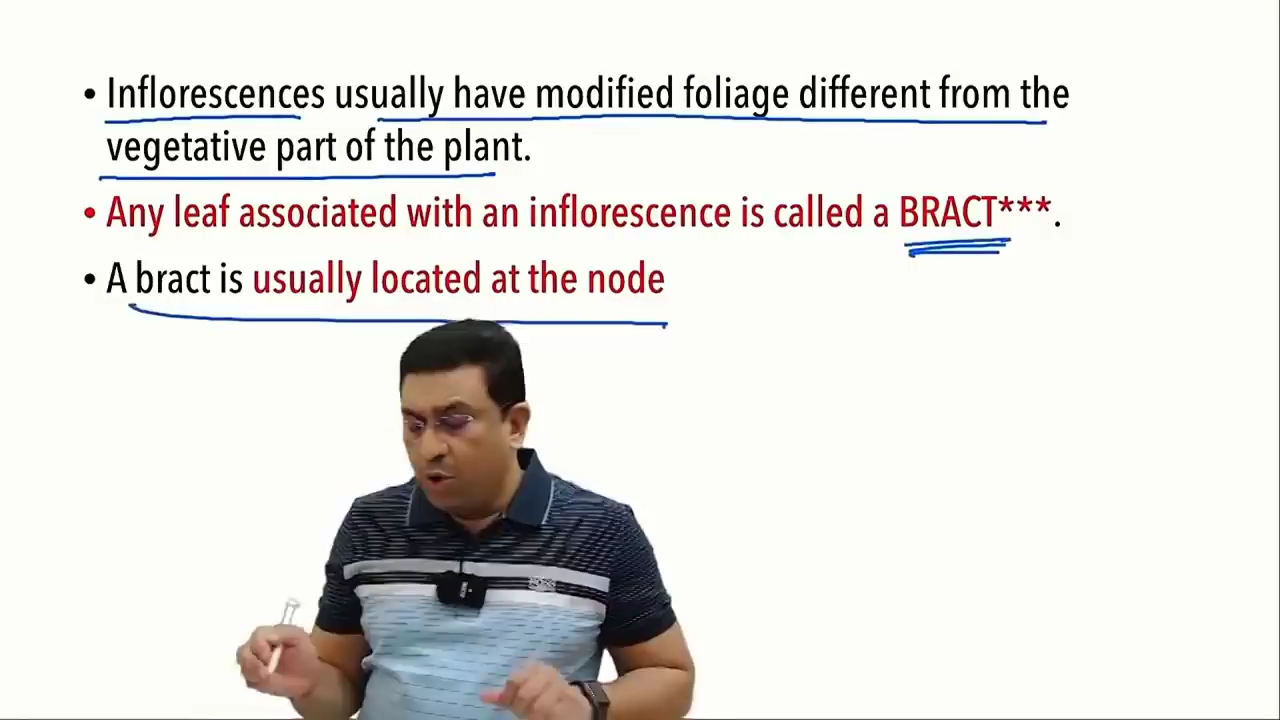 • Inflorescences usually have modified foliage different from the
vegetative part of the plant.
• Any leaf associated with an inflorescence is called a BRACT***.
• A bract is usually located at the node